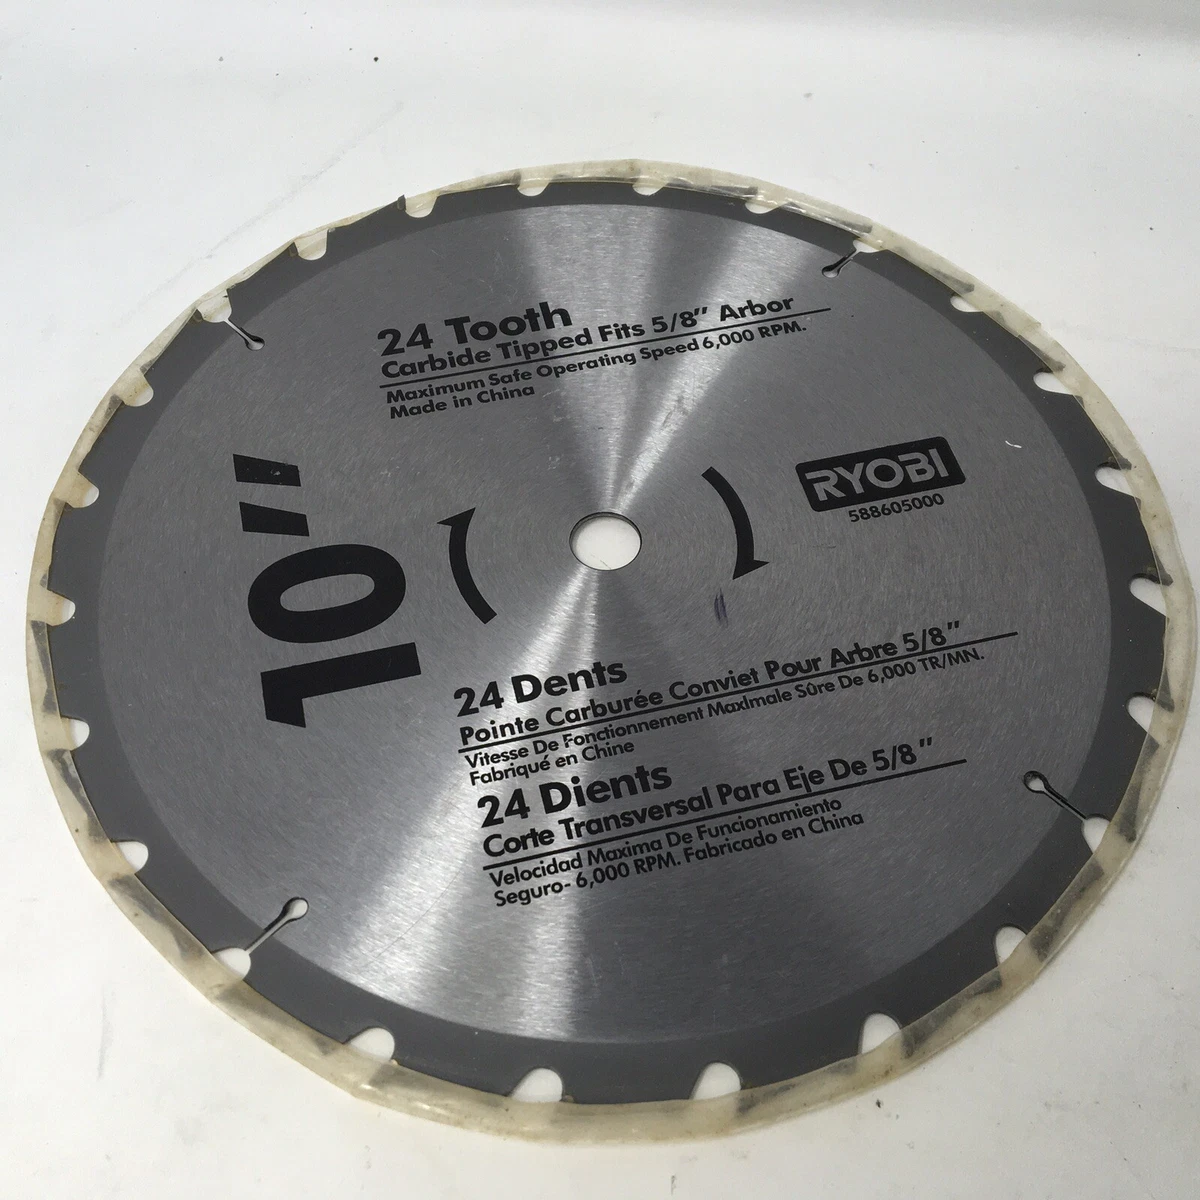 24 Tooth
Carbide Tipped Fits 5/8" Arbor
Maximum Safe Operating Speed 6,000 RPM.
Made in China
10"
RYOBI
588605000
24 Dents
Pointe Carburée Conviet Pour Arbre 5/8"
Vitesse De Fonctionnement MaxImale Sûre De 6,000 TR/MN.
Fabriqué en Chine
24 Dients
Corte Transversal Para Eje De 5/8"
Velocidad Maxima De Funcionamiento
Seguro- 6,000 RPM. Fabricado en China